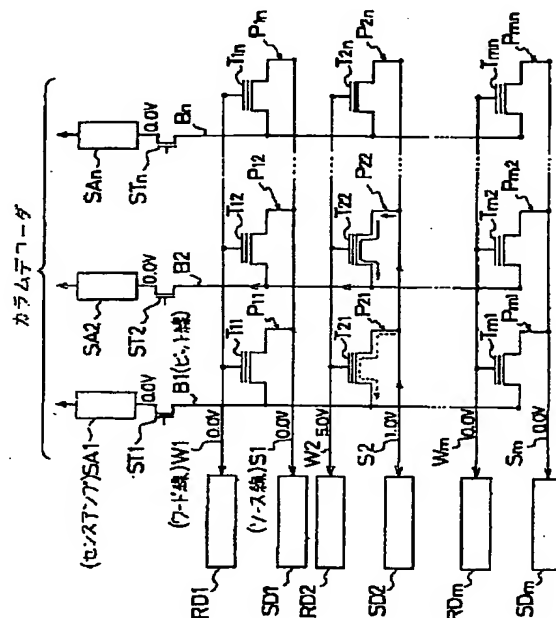 カラムデコーダ
SAn
SA2
(センスアンプ)SA1
0.0V
0.0V
0.0V
STn
ST2
ST1
Bn
B2
B1(ビット線)
T11
T12
T1n
P11
P12
P1n
(ワード線)W1
0.0V
(ソース線)S1
0.0V
RD1
SD1
T21
T22
T2n
P21
P22
P2n
W2
5.0V
S2
1.0V
RD2
SD2
Tm1
Tm2
Tmn
Pm1
Pm2
Pmn
Wm
0.0V
Sm
0.0V
RDm
SDm